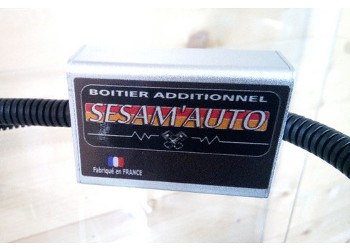 BOITIER ADDITIONNEL
SESAM'AUTO
Fabriqué en FRANCE